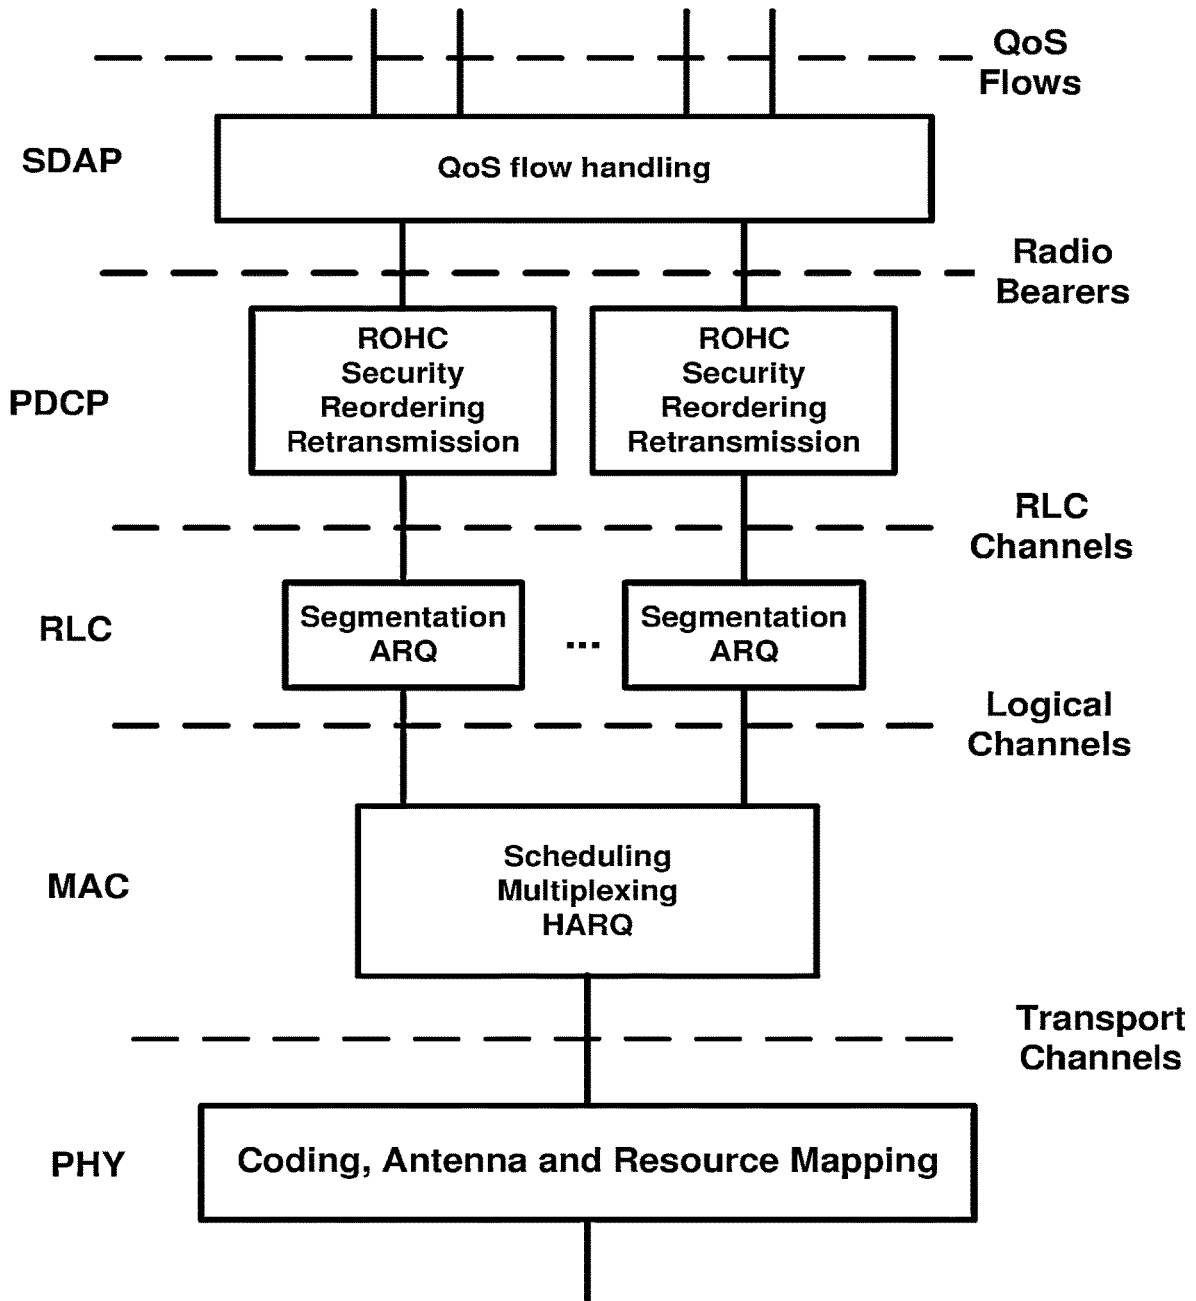 QoS
Flows
SDAP
QoS flow handling
Radio
Bearers
PDCP
ROHC
Security
Reordering
Retransmission
ROHC
Security
Reordering
Retransmission
RLC
Channels
RLC
Segmentation
ARQ
...
Segmentation
ARQ
Logical
Channels
MAC
Scheduling
Multiplexing
HARQ
Transport
Channels
PHY
Coding, Antenna and Resource Mapping